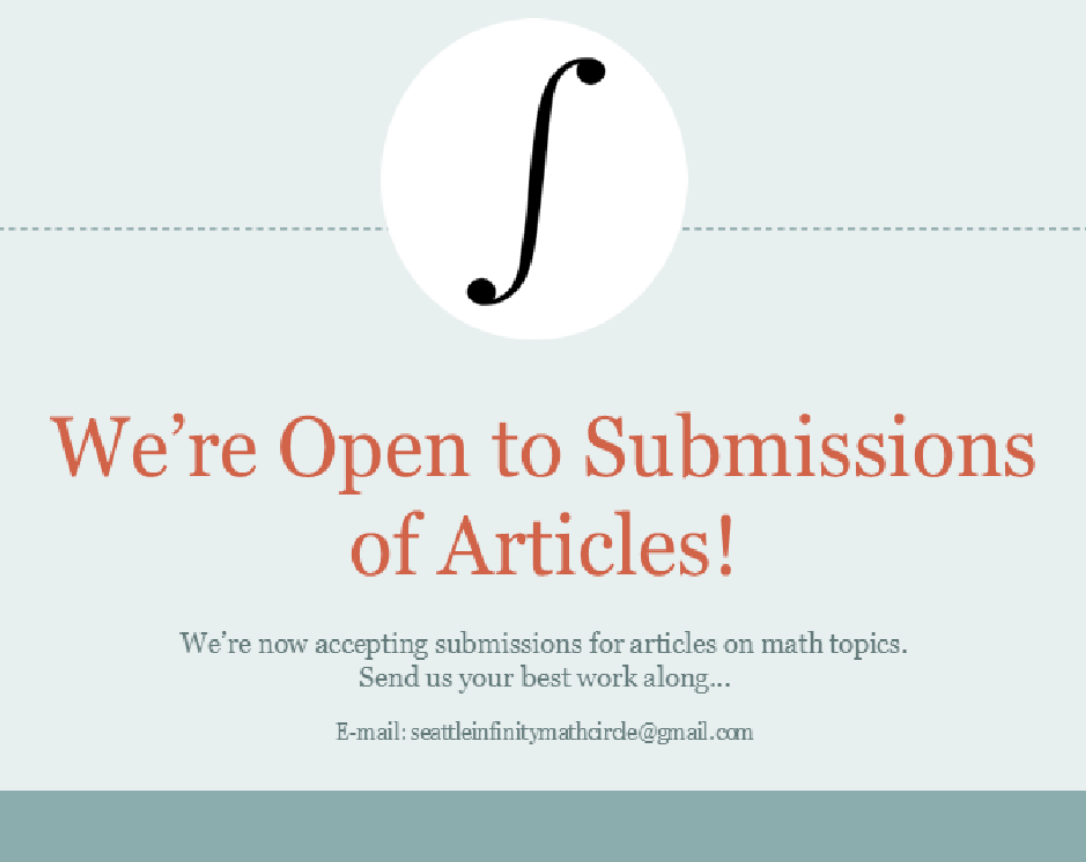 ∫
We’re Open to Submissions
of Articles!
We’re now accepting submissions for articles on math topics.
Send us your best work along...
E-mail: seattleinfinitymathcircle@gmail.com